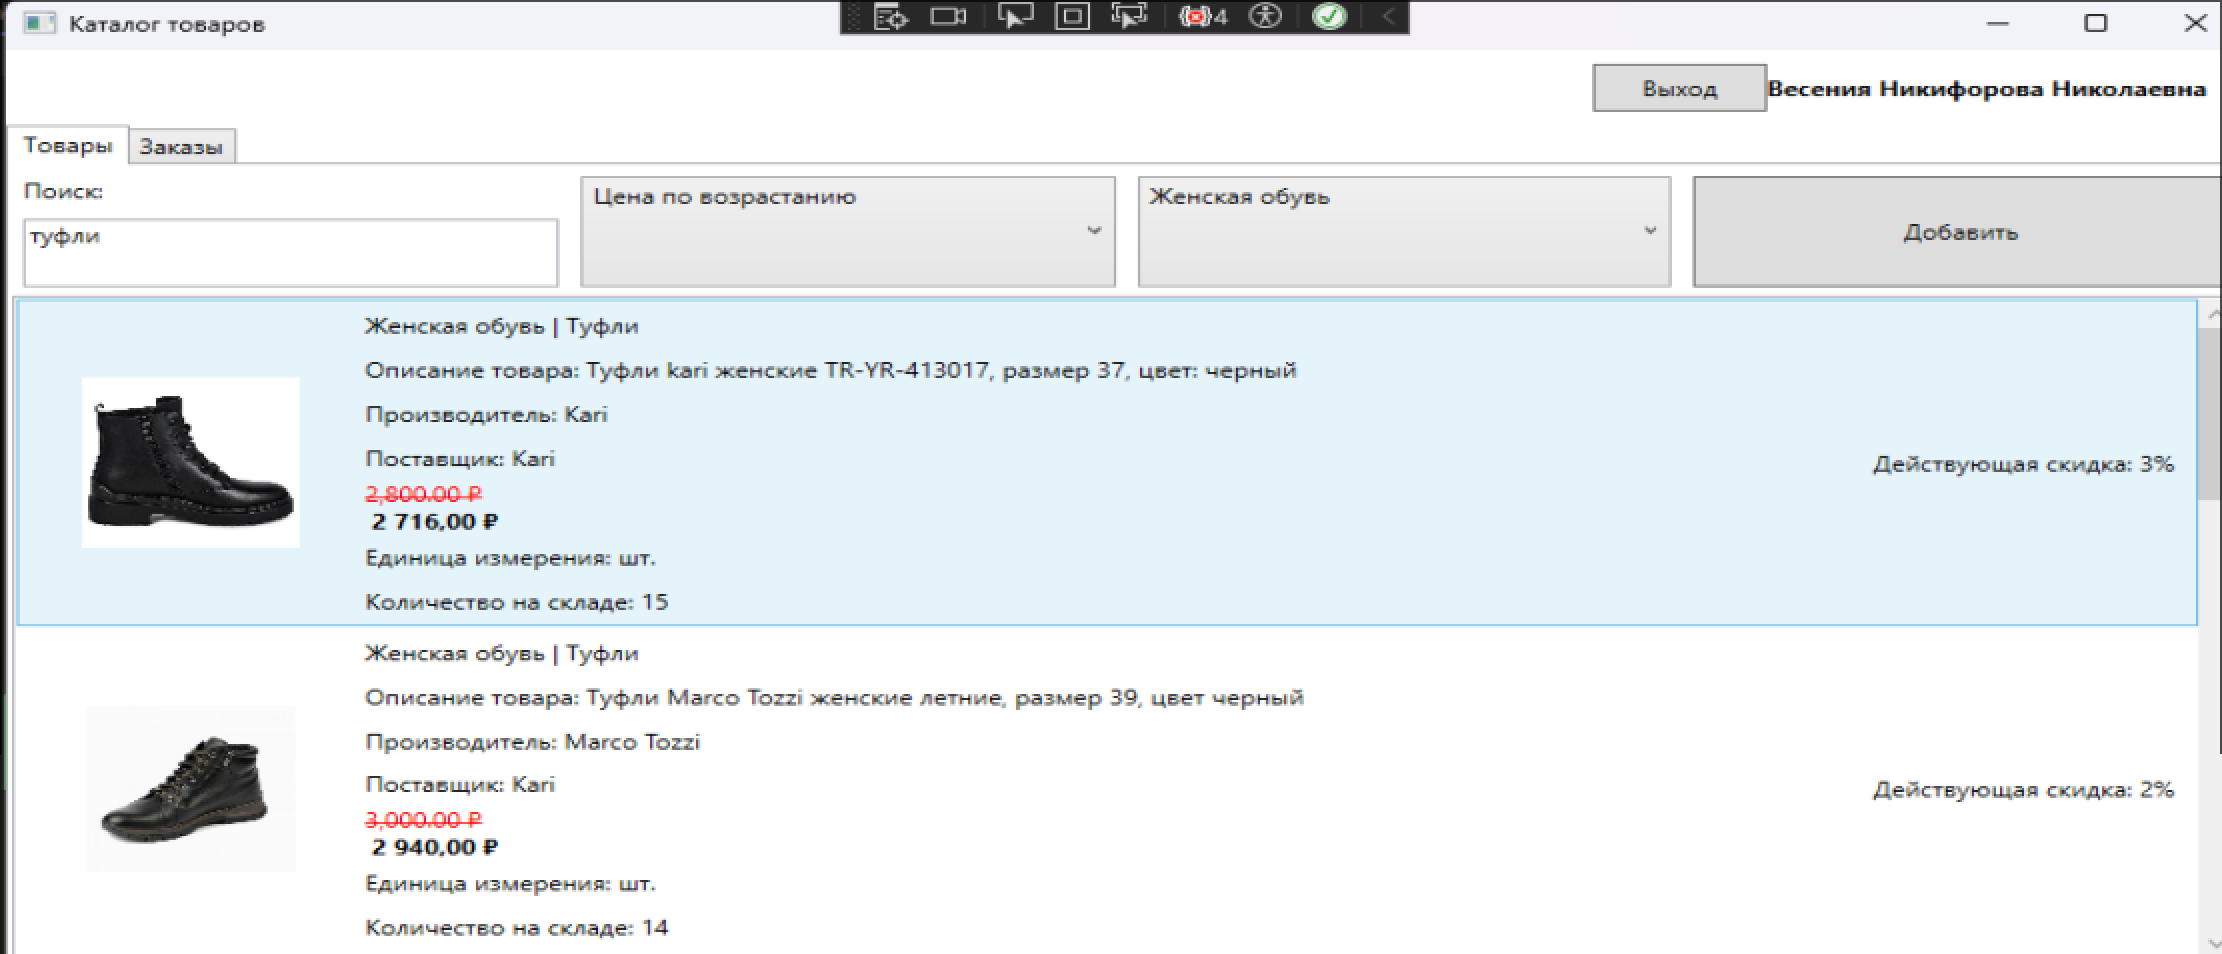 Каталог товаров
4
Выход
Весения Никифорова Николаевна
Товары
Заказы
Поиск:
туфли
Цена по возрастанию
Женская обувь
Добавить
Женская обувь | Туфли
Описание товара: Туфли kari женские TR-YR-413017, размер 37, цвет: черный
Производитель: Kari
Поставщик: Kari
2,800.00 ₽
2 716,00 ₽
Единица измерения: шт.
Количество на складе: 15
Действующая скидка: 3%
Женская обувь | Туфли
Описание товара: Туфли Marco Tozzi женские летние, размер 39, цвет черный
Производитель: Marco Tozzi
Поставщик: Kari
3,000.00 ₽
2 940,00 ₽
Единица измерения: шт.
Количество на складе: 14
Действующая скидка: 2%